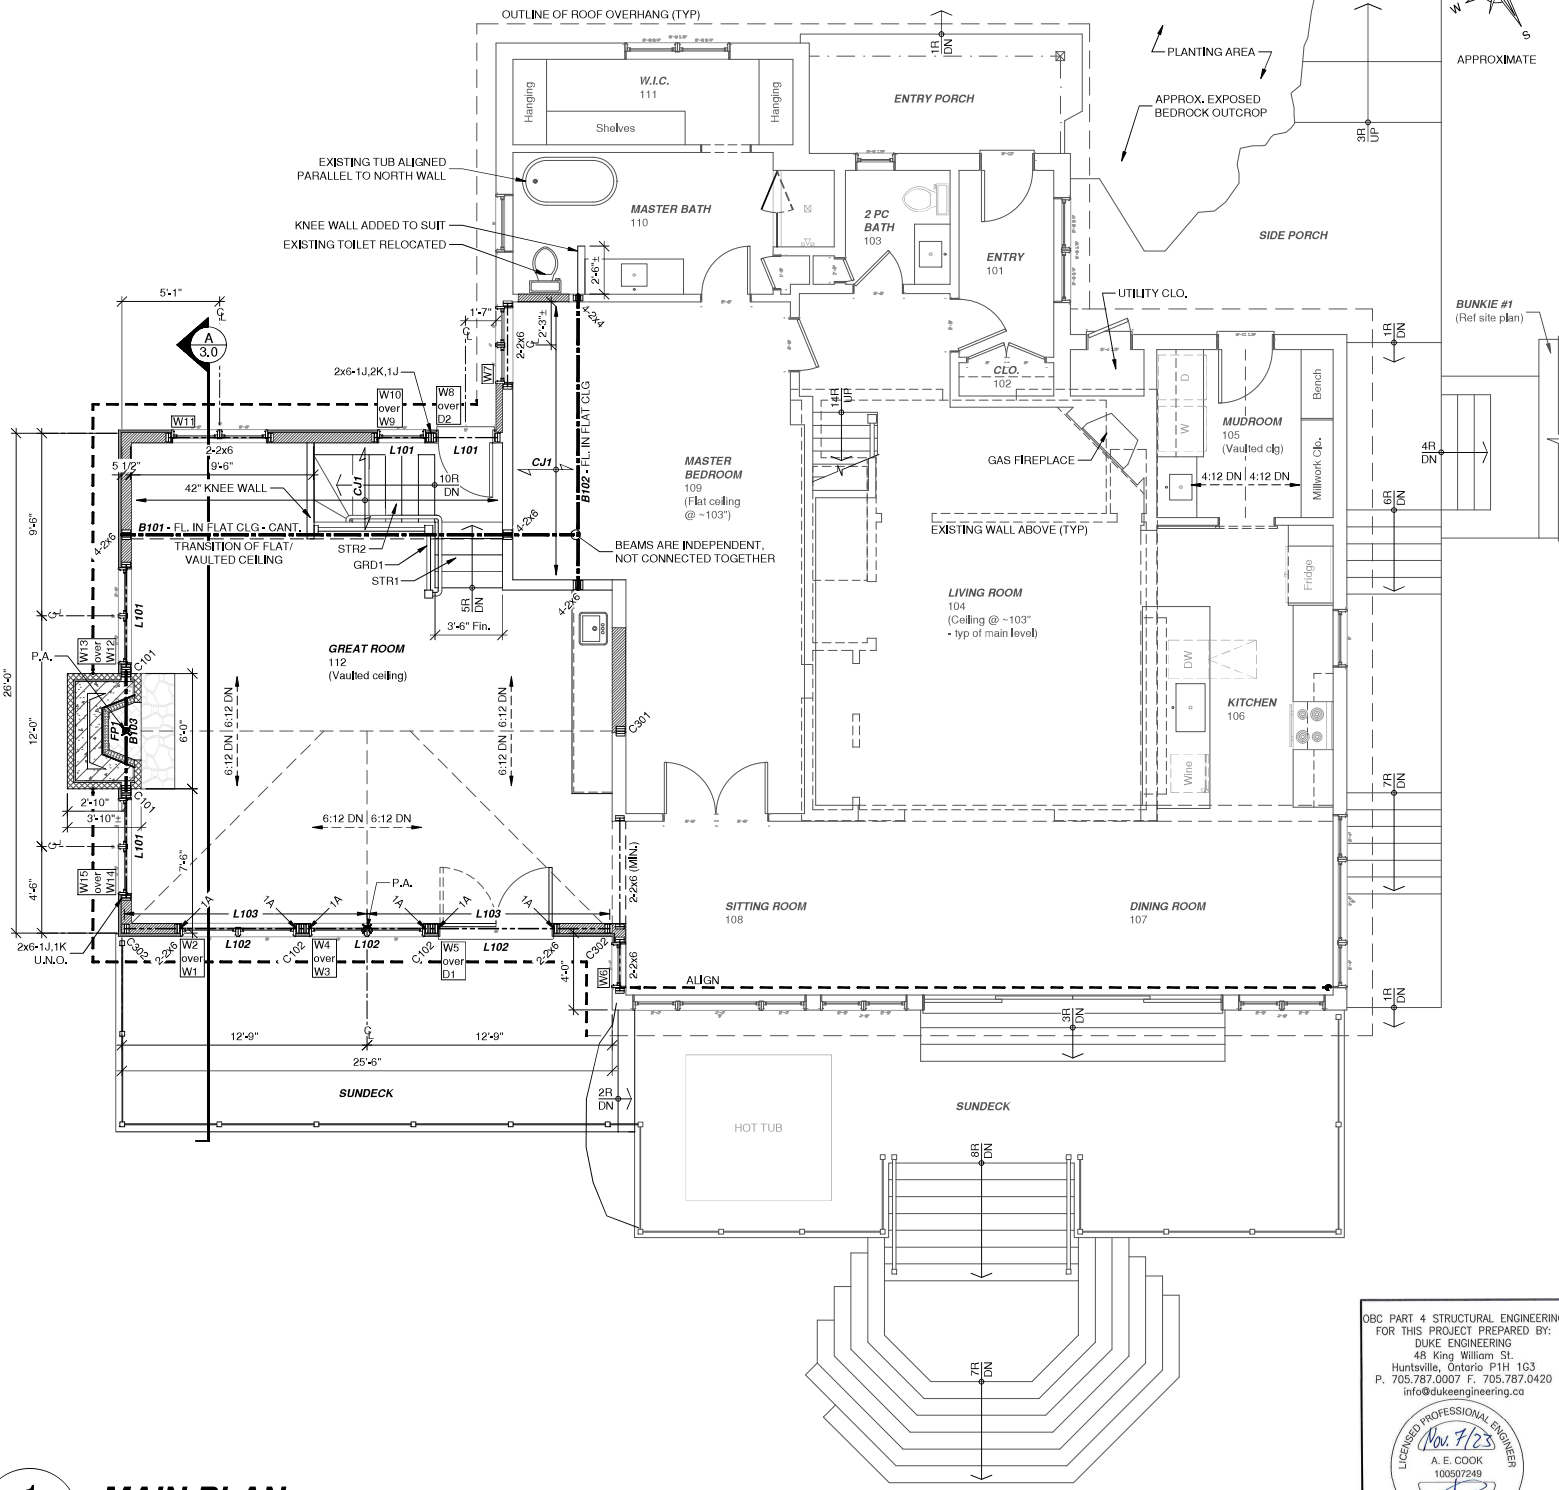 OUTLINE OF ROOF OVERHANG (TYP)
1R
DN
PLANTING AREA
APPROX. EXPOSED
BEDROCK OUTCROP
3R
UP
W
S
APPROXIMATE
W.I.C.
111
Hanging
Hanging
Shelves
ENTRY PORCH
EXISTING TUB ALIGNED
PARALLEL TO NORTH WALL
KNEE WALL ADDED TO SUIT
EXISTING TOILET RELOCATED
MASTER BATH
110
2'-6"±
2 PC
BATH
103
ENTRY
101
SIDE PORCH
UTILITY CLO.
BUNKIE #1
(Ref site plan)
5'-1"
CL
A
3.0
1'-7"
CL
2-2x6
CL
2'-3"±
4-2x4
W7
2x6-1J,2K,1J
W10
over
W9
W8
over
D2
W11
2-2x6
L101
L101
5 1/2"
9'-6"
42" KNEE WALL
CJ1
10R
DN
CJ1
B102 - FL. IN FLAT CLG
MASTER
BEDROOM
109
(Flat ceiling
@ ~103")
14R
UP
CLO.
102
GAS FIREPLACE
D
W
MUDROOM
105
(Vaulted clg)
4:12 DN
4:12 DN
Bench
Millwork Clo.
1R
DN
4R
DN
6R
DN
9'-6"
B101 - FL. IN FLAT CLG - CANT.
4-2x6
4-2x6
TRANSITION OF FLAT/
VAULTED CEILING
STR2
GRD1
STR1
5R
DN
3'-6" Fin.
4-2x6
BEAMS ARE INDEPENDENT,
NOT CONNECTED TOGETHER
EXISTING WALL ABOVE (TYP)
LIVING ROOM
104
(Ceiling @ ~103"
- typ of main level)
Fridge
DW
KITCHEN
106
Wine
7R
DN
CL
L101
W13
over
W12
P.A.
C101
GREAT ROOM
112
(Vaulted ceiling)
26'-0"
12'-0"
FP1
B103
6'-0"
6:12 DN
6:12 DN
6:12 DN
6:12 DN
C301
2'-10"
3'-10"±
C101
L101
6:12 DN
6:12 DN
CL
W15
over
W14
4'-6"
7'-6"
P.A.
2-2x6 (MIN.)
1A
L103
1A
1A
1A
L103
1A
2x6-1J,1K
U.N.O.
C302
2-2x6
W2
over
W1
L102
C102
W4
over
W3
L102
C102
W5
over
D1
L102
2-2x6
C302
4'-0"
W6
2-2x6
SITTING ROOM
108
DINING ROOM
107
ALIGN
1R
DN
3R
DN
12'-9"
CL
12'-9"
25'-6"
SUNDECK
2R
DN
HOT TUB
SUNDECK
8R
DN
7R
DN
OBC PART 4 STRUCTURAL ENGINEERING
FOR THIS PROJECT PREPARED BY:
DUKE ENGINEERING
48 King William St.
Huntsville, Ontario P1H 1G3
P. 705.787.0007 F. 705.787.0420
info@dukeengineering.ca
LICENSED PROFESSIONAL ENGINEER
Nov. 7/23
A. E. COOK
100507249
1
MAIN PLAN